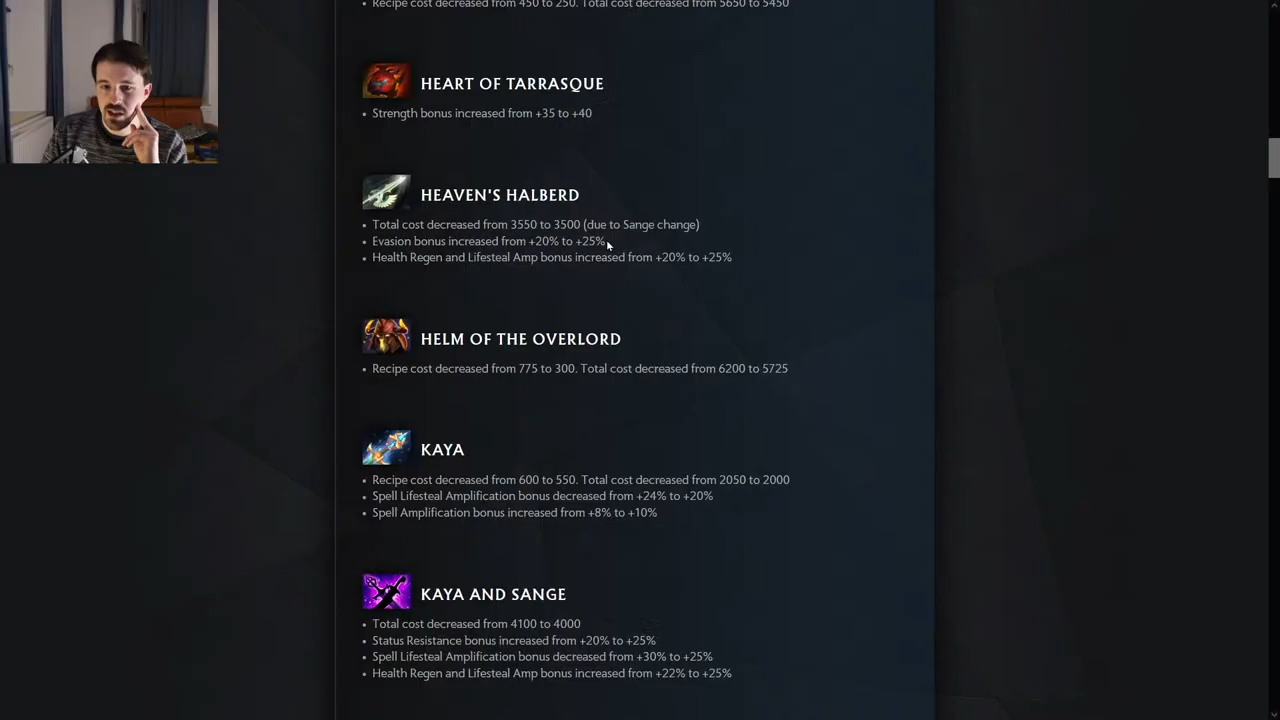 Recipe cost decreased from 450 to 250. Total cost decreased from 5650 to 5450
HEART OF TARRASQUE
Strength bonus increased from +35 to +40
HEAVEN'S HALBERD
Total cost decreased from 3550 to 3500 (due to Sange change)
Evasion bonus increased from +20% to +25%
Health Regen and Lifesteal Amp bonus increased from +20% to +25%
HELM OF THE OVERLORD
Recipe cost decreased from 775 to 300. Total cost decreased from 6200 to 5725
KAYA
Recipe cost decreased from 600 to 550. Total cost decreased from 2050 to 2000
Spell Lifesteal Amplification bonus decreased from +24% to +20%
Spell Amplification bonus increased from +8% to +10%
KAYA AND SANGE
Total cost decreased from 4100 to 4000
Status Resistance bonus increased from +20% to +25%
Spell Lifesteal Amplification bonus decreased from +30% to +25%
Health Regen and Lifesteal Amp bonus increased from +22% to +25%